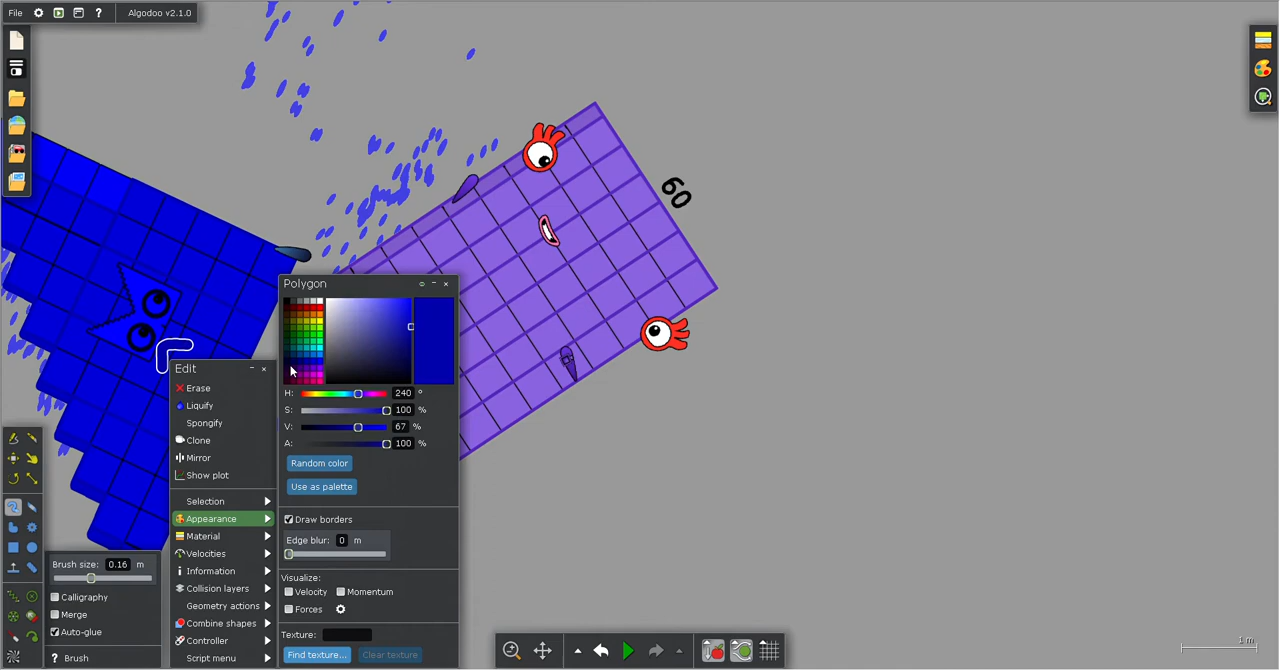 File
Algodoo v2.1.0
60
Polygon
H: 240 °
S: 100 %
V: 67 %
A: 100 %
Random color
Use as palette
Draw borders
Edge blur: 0 m
Visualize:
Velocity Momentum
Forces
Texture:
Find texture... Clear texture
Edit
Erase
Liquify
Spongify
Clone
Mirror
Show plot
Selection
Appearance
Material
Velocities
Information
Collision layers
Geometry actions
Combine shapes
Controller
Script menu
Brush size: 0.16 m
Calligraphy
Merge
Auto-glue
? Brush
1 m